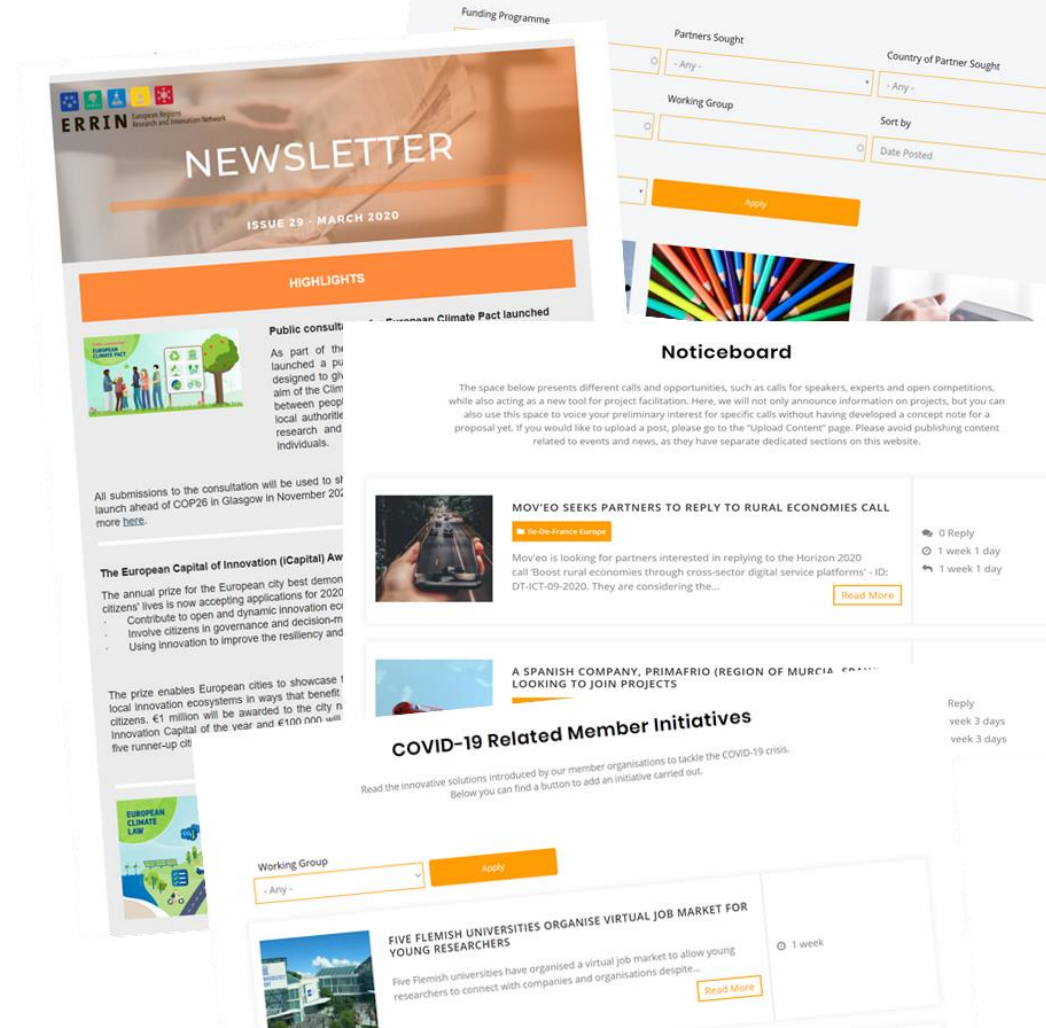 Funding Programme
Partners Sought
Country of Partner Sought
- Any -
- Any -
Working Group
Sort by
Date Posted
Apply
ERRIN European Regions
Research and Innovation Network
NEWSLETTER
ISSUE 29 - MARCH 2020
HIGHLIGHTS
Public consulta European Climate Pact launched
EUROPEAN
CLIMATE PACT
As part of the
launched a pu
designed to giv
aim of the Clim
between peopl
local authoritie
research and
individuals.
All submissions to the consultation will be used to sh
launch ahead of COP26 in Glasgow in November 202
more here.
The European Capital of Innovation (iCapital) Aw
The annual prize for the European city best demon
citizens' lives is now accepting applications for 2020
· Contribute to open and dynamic innovation eco
· Involve citizens in governance and decision-m
· Using innovation to improve the resiliency and
The prize enables European cities to showcase t
local innovation ecosystems in ways that benefit
citizens. €1 million will be awarded to the city n
Innovation Capital of the year and €100,000 will
five runner-up citi
EUROPEAN
CLIMATE
LAW
Noticeboard
The space below presents different calls and opportunities, such as calls for speakers, experts and open competitions,
while also acting as a new tool for project facilitation. Here, we will not only announce information on projects, but you can
also use this space to voice your preliminary interest for specific calls without having developed a concept note for a
proposal yet. If you would like to upload a post, please go to the "Upload Content" page. Please avoid publishing content
related to events and news, as they have separate dedicated sections on this website.
MOV'EO SEEKS PARTNERS TO REPLY TO RURAL ECONOMIES CALL
Ile-De-France Europe
Mov'eo is looking for partners interested in replying to the Horizon 2020
call 'Boost rural economies through cross-sector digital service platforms' - ID:
DT-ICT-09-2020. They are considering the...
Read More
0 Reply
1 week 1 day
1 week 1 day
A SPANISH COMPANY, PRIMAFRIO (REGION OF MURCIA, SPAIN)
LOOKING TO JOIN PROJECTS
Reply
week 3 days
week 3 days
COVID-19 Related Member Initiatives
Read the innovative solutions introduced by our member organisations to tackle the COVID-19 crisis.
Below you can find a button to add an initiative carried out.
Working Group
- Any -
Apply
FIVE FLEMISH UNIVERSITIES ORGANISE VIRTUAL JOB MARKET FOR
YOUNG RESEARCHERS
Five Flemish universities have organised a virtual job market to allow young
researchers to connect with companies and organisations despite...
Read More
1 week